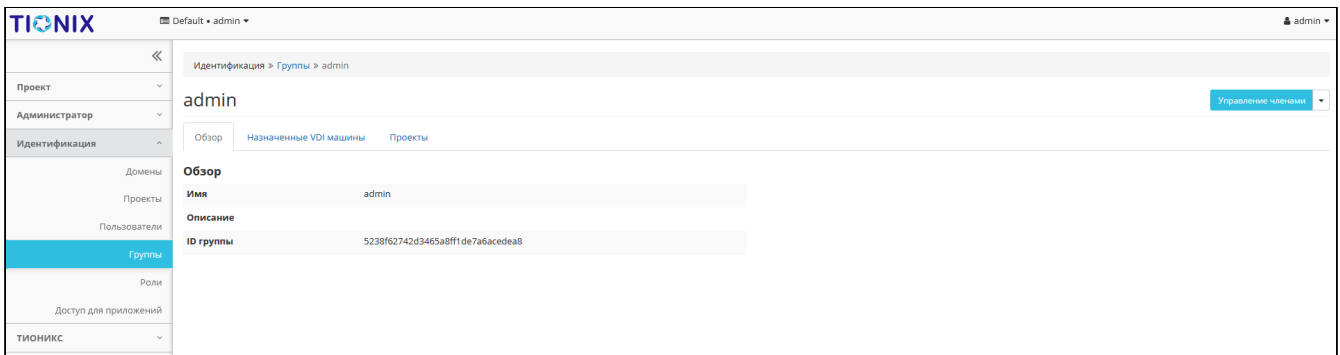 TIONIX
Default • admin
admin
Идентификация » Группы » admin
Проект
admin
Управление членами
Администратор
Обзор Назначенные VDI машины Проекты
Идентификация
Домены
Обзор
Имя admin
Проекты
Описание
Пользователи
ID группы 5238f62742d3465a8ff1de7a6acedea8
Группы
Роли
Доступ для приложений
ТИОНИКС